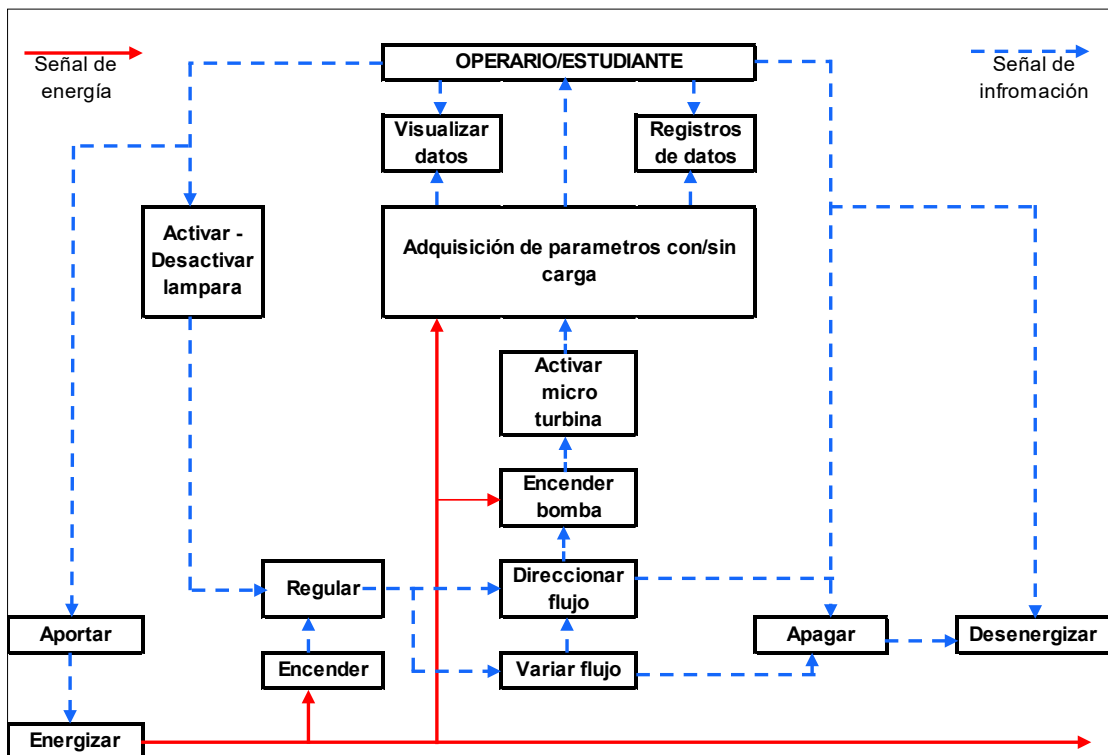 OPERARIO/ESTUDIANTE
Señal de
energía
Señal de
infromación
Visualizar
datos
Registros
de datos
Activar -
Desactivar
lampara
Adquisición de parametros con/sin
carga
Activar
micro
turbina
Encender
bomba
Regular
Direccionar
flujo
Aportar
Apagar
Desenergizar
Encender
Variar flujo
Energizar